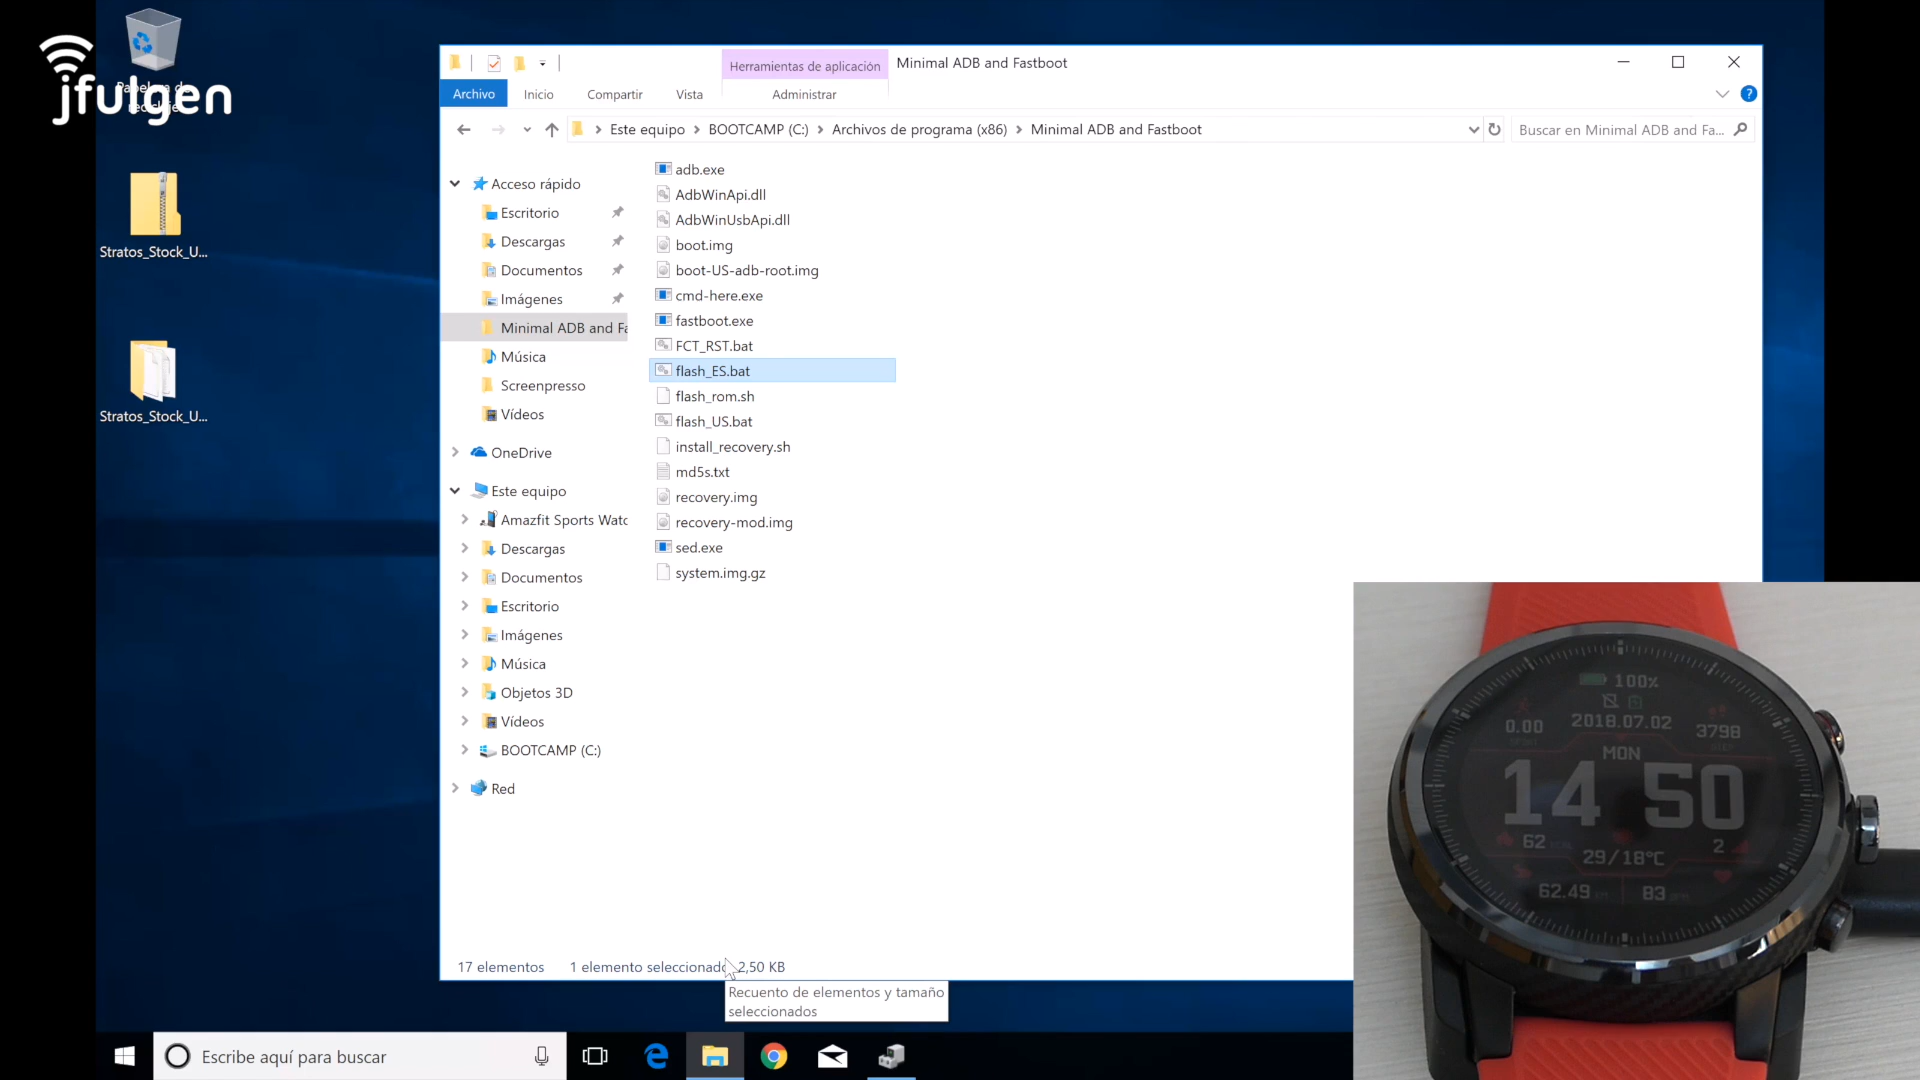 jfulgen
Stratos_Stock_U...
Stratos_Stock_U...
Herramientas de aplicación
Minimal ADB and Fastboot
Archivo
Inicio
Compartir
Vista
Administrar
Este equipo
BOOTCAMP (C:)
Archivos de programa (x86)
Minimal ADB and Fastboot
Buscar en Minimal ADB and Fa...
Acceso rápido
Escritorio
Descargas
Documentos
Imágenes
Minimal ADB and Fa
Música
Screenpresso
Vídeos
OneDrive
Este equipo
Amazfit Sports Watc
Descargas
Documentos
Escritorio
Imágenes
Música
Objetos 3D
Vídeos
BOOTCAMP (C:)
Red
adb.exe
AdbWinApi.dll
AdbWinUsbApi.dll
boot.img
boot-US-adb-root.img
cmd-here.exe
fastboot.exe
FCT_RST.bat
flash_ES.bat
flash_rom.sh
flash_US.bat
install_recovery.sh
md5s.txt
recovery.img
recovery-mod.img
sed.exe
system.img.gz
17 elementos
1 elemento seleccionado 2,50 KB
Recuento de elementos y tamaño
seleccionados
Escribe aquí para buscar
100%
0.00
2018.07.02
3798
MON
14 50
62
2
29/18°C
62.49
83